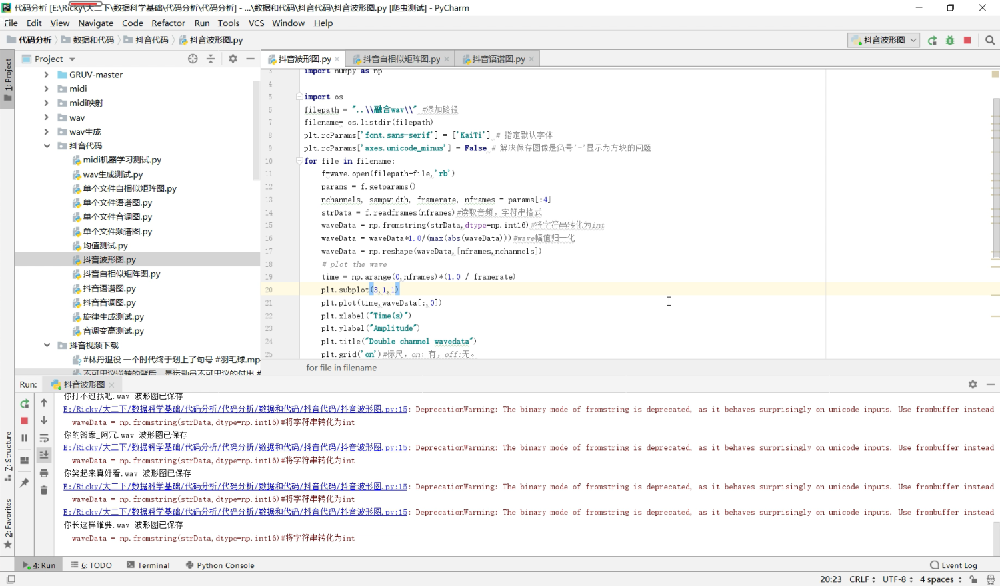 代码分析 [E:\Ricky\大二下\数据科学基础\代码分析\代码分析] - ...\数据和代码\抖音代码\抖音波形图.py [爬虫测试] - PyCharm
File Edit View Navigate Code Refactor Run Tools VCS Window Help
代码分析 数据和代码 抖音代码 抖音波形图.py
抖音波形图
1: Project
Project
GRUV-master
midi
midi映射
wav
wav生成
抖音代码
midi机器学习测试.py
wav生成测试.py
单个文件自相似矩阵图.py
单个文件语谱图.py
单个文件音调图.py
单个文件频谱图.py
均值测试.py
抖音波形图.py
抖音自相似矩阵图.py
抖音语谱图.py
抖音音调图.py
旋律生成测试.py
音调变高测试.py
抖音视频下载
#林丹退役 一个时代终于划上了句号 #羽毛球.mp
不可思议逆转的背后，是运动员不可思议的付出 #
抖音波形图.py 抖音自相似矩阵图.py 抖音语谱图.py
3 import numpy as np
4
5 import os
6 filepath = "..\\融合wav\\" #添加路径
7 filename= os.listdir(filepath)
8 plt.rcParams['font.sans-serif'] = ['KaiTi'] # 指定默认字体
9 plt.rcParams['axes.unicode_minus'] = False # 解决保存图像是负号'-'显示为方块的问题
10 for file in filename:
11 f=wave.open(filepath+file,'rb')
12 params = f.getparams()
13 nchannels, sampwidth, framerate, nframes = params[:4]
14 strData = f.readframes(nframes)#读取音频，字符串格式
15 waveData = np.fromstring(strData,dtype=np.int16)#将字符串转化为int
16 waveData = waveData*1.0/(max(abs(waveData)))#wave幅值归一化
17 waveData = np.reshape(waveData,[nframes,nchannels])
18 # plot the wave
19 time = np.arange(0,nframes)*(1.0 / framerate)
20 plt.subplot(3,1,1)
21 plt.plot(time,waveData[:,0])
22 plt.xlabel("Time(s)")
23 plt.ylabel("Amplitude")
24 plt.title("Double channel wavedata")
25 plt.grid('on')#标尺，on：有，off:无。
for file in filename
Run: 抖音波形图
你打不过我吧.wav 波形图已保存
E:/Ricky/大二下/数据科学基础/代码分析/代码分析/数据和代码/抖音代码/抖音波形图.py:15: DeprecationWarning: The binary mode of fromstring is deprecated, as it behaves surprisingly on unicode inputs. Use frombuffer instead
waveData = np.fromstring(strData,dtype=np.int16)#将字符串转化为int
你的答案_阿冗.wav 波形图已保存
E:/Ricky/大二下/数据科学基础/代码分析/代码分析/数据和代码/抖音代码/抖音波形图.py:15: DeprecationWarning: The binary mode of fromstring is deprecated, as it behaves surprisingly on unicode inputs. Use frombuffer instead
waveData = np.fromstring(strData,dtype=np.int16)#将字符串转化为int
你笑起来真好看.wav 波形图已保存
E:/Ricky/大二下/数据科学基础/代码分析/代码分析/数据和代码/抖音代码/抖音波形图.py:15: DeprecationWarning: The binary mode of fromstring is deprecated, as it behaves surprisingly on unicode inputs. Use frombuffer instead
waveData = np.fromstring(strData,dtype=np.int16)#将字符串转化为int
E:/Ricky/大二下/数据科学基础/代码分析/代码分析/数据和代码/抖音代码/抖音波形图.py:15: DeprecationWarning: The binary mode of fromstring is deprecated, as it behaves surprisingly on unicode inputs. Use frombuffer instead
你长这样谁要.wav 波形图已保存
waveData = np.fromstring(strData,dtype=np.int16)#将字符串转化为int
Z: Structure
2: Favorites
4: Run 6: TODO Terminal Python Console Event Log
20:23 CRLF UTF-8 4 spaces